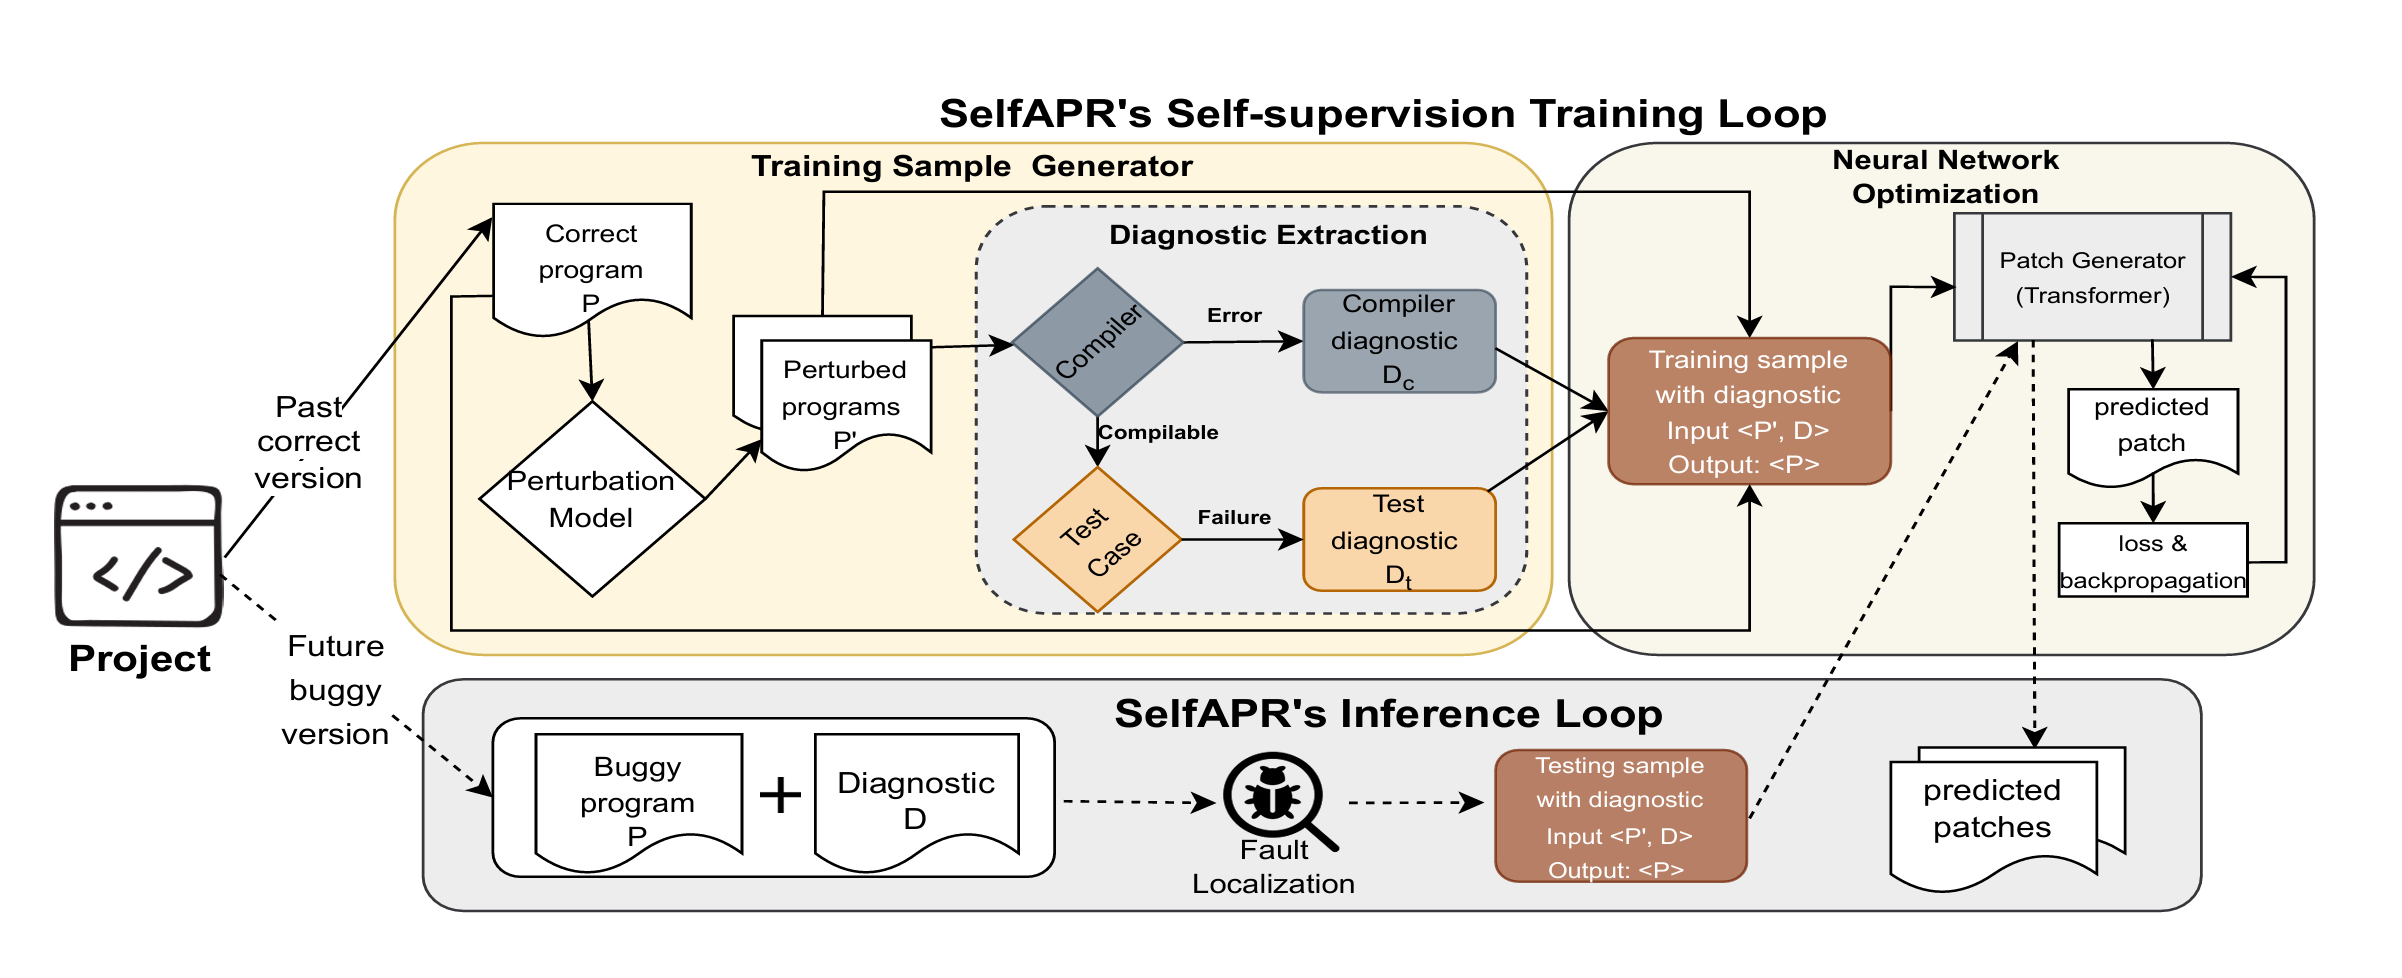 SelfAPR's Self-supervision Training Loop
Training Sample Generator
Neural Network
Optimization
Correct
program
P
Perturbation
Model
Perturbed
programs
P'
Diagnostic Extraction
Compiler
Error
Compiler
diagnostic
Dc
Compilable
Test
Case
Failure
Test
diagnostic
Dt
Training sample
with diagnostic
Input <P', D>
Output: <P>
Patch Generator
(Transformer)
predicted
patch
loss &
backpropagation
Past
correct
version
</>
Project
Future
buggy
version
SelfAPR's Inference Loop
Buggy
program
P
+
Diagnostic
D
Fault
Localization
Testing sample
with diagnostic
Input <P', D>
Output: <P>
predicted
patches